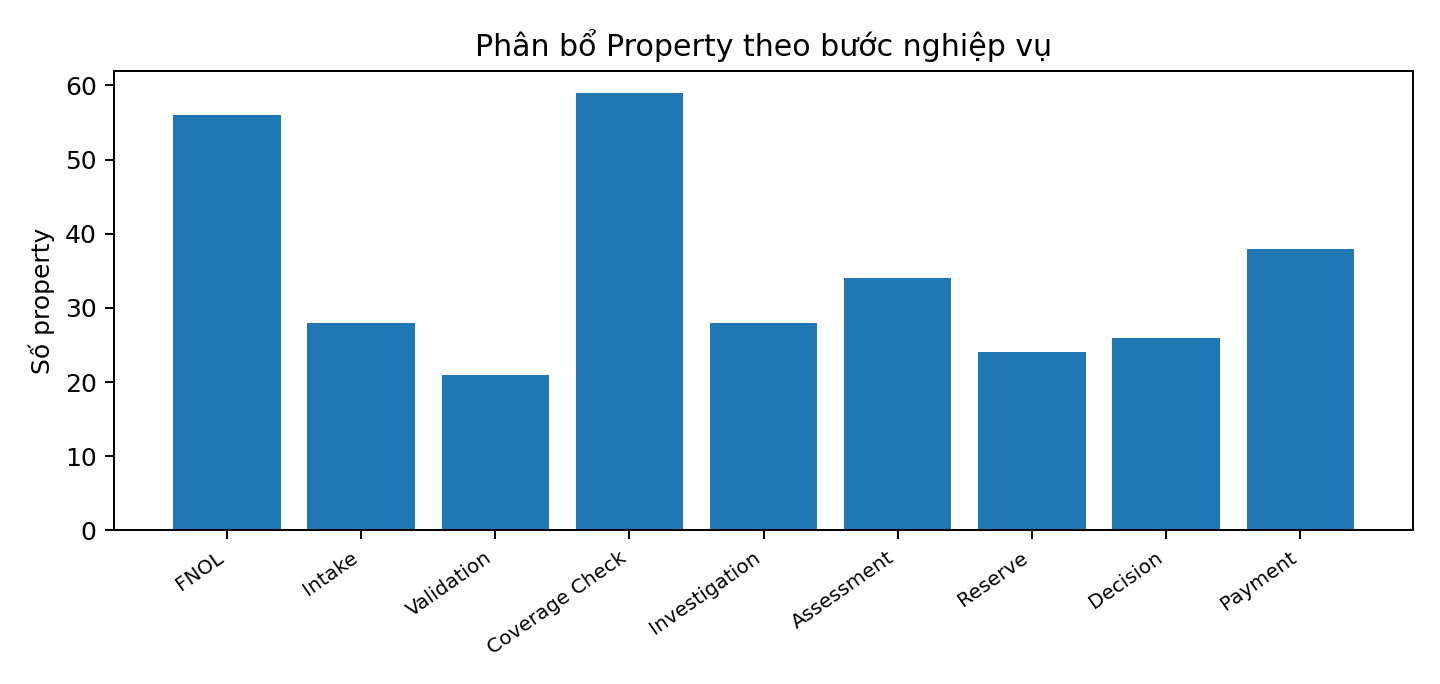 Phân bổ Property theo bước nghiệp vụ
Số property
60
50
40
30
20
10
0
FNOL
Intake
Validation
Coverage Check
Investigation
Assessment
Reserve
Decision
Payment